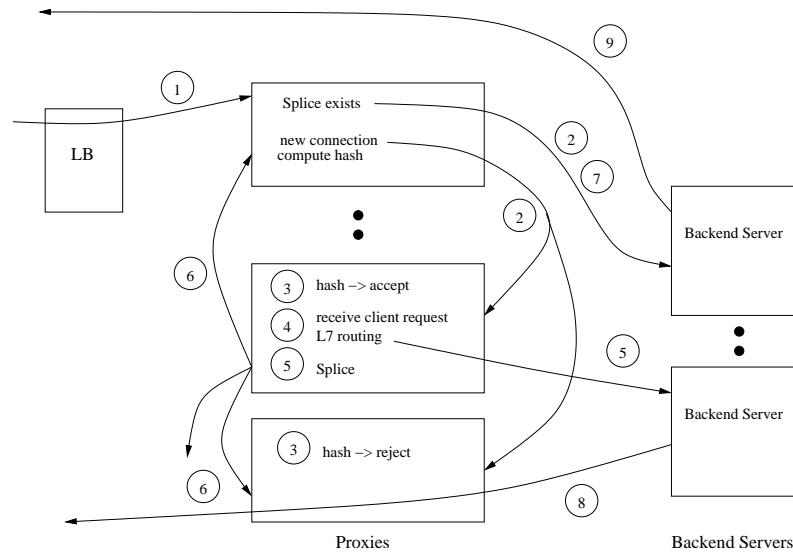 9
1
Splice exists
LB
new connection
compute hash
2
7
2
Backend Server
6
3
hash –> accept
4
receive client request
L7 routing
5
Splice
5
Backend Server
3
hash –> reject
6
8
Proxies
Backend Servers